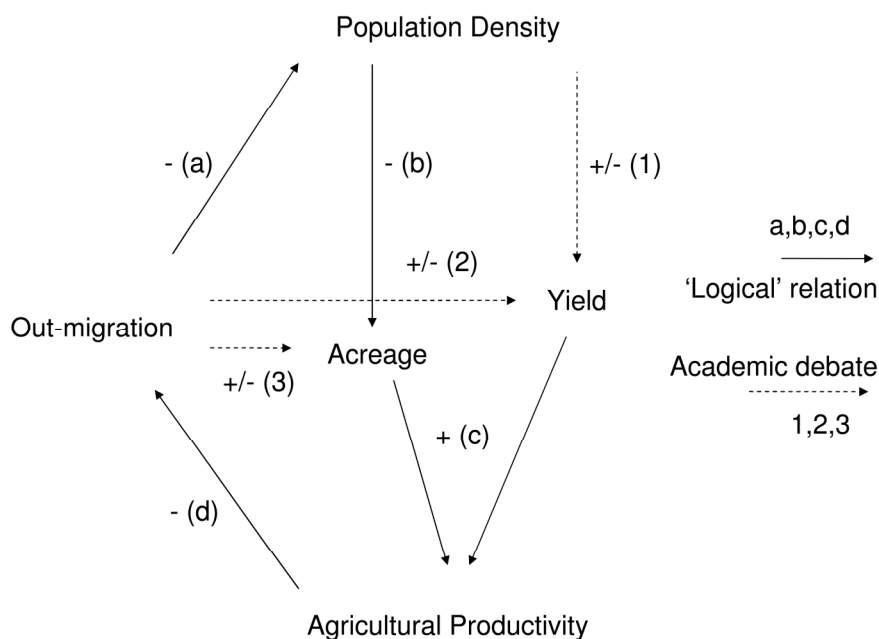 Population Density
- (a)
- (b)
+/- (1)
a,b,c,d
+/- (2)
'Logical' relation
Yield
Out-migration
Acreage
Academic debate
+/- (3)
1,2,3
+ (c)
- (d)
Agricultural Productivity